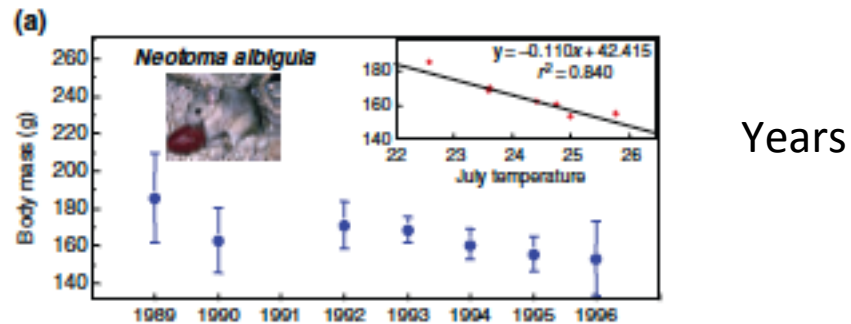 (a)
Neotoma albigula
y = –0.110x + 42.415
r² = 0.840
180
160
140
22 23 24 25 26
July temperature
Body mass (g)
260
240
220
200
180
160
140
1989 1990 1991 1992 1993 1994 1995 1996
Years